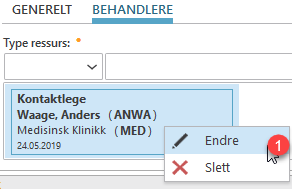 GENERELT BEHANDLERE
Type ressurs: *
Kontaktlege
Waage, Anders (ANWA)
Medisinsk Klinikk (MED)
24.05.2019
Endre
1
Slett